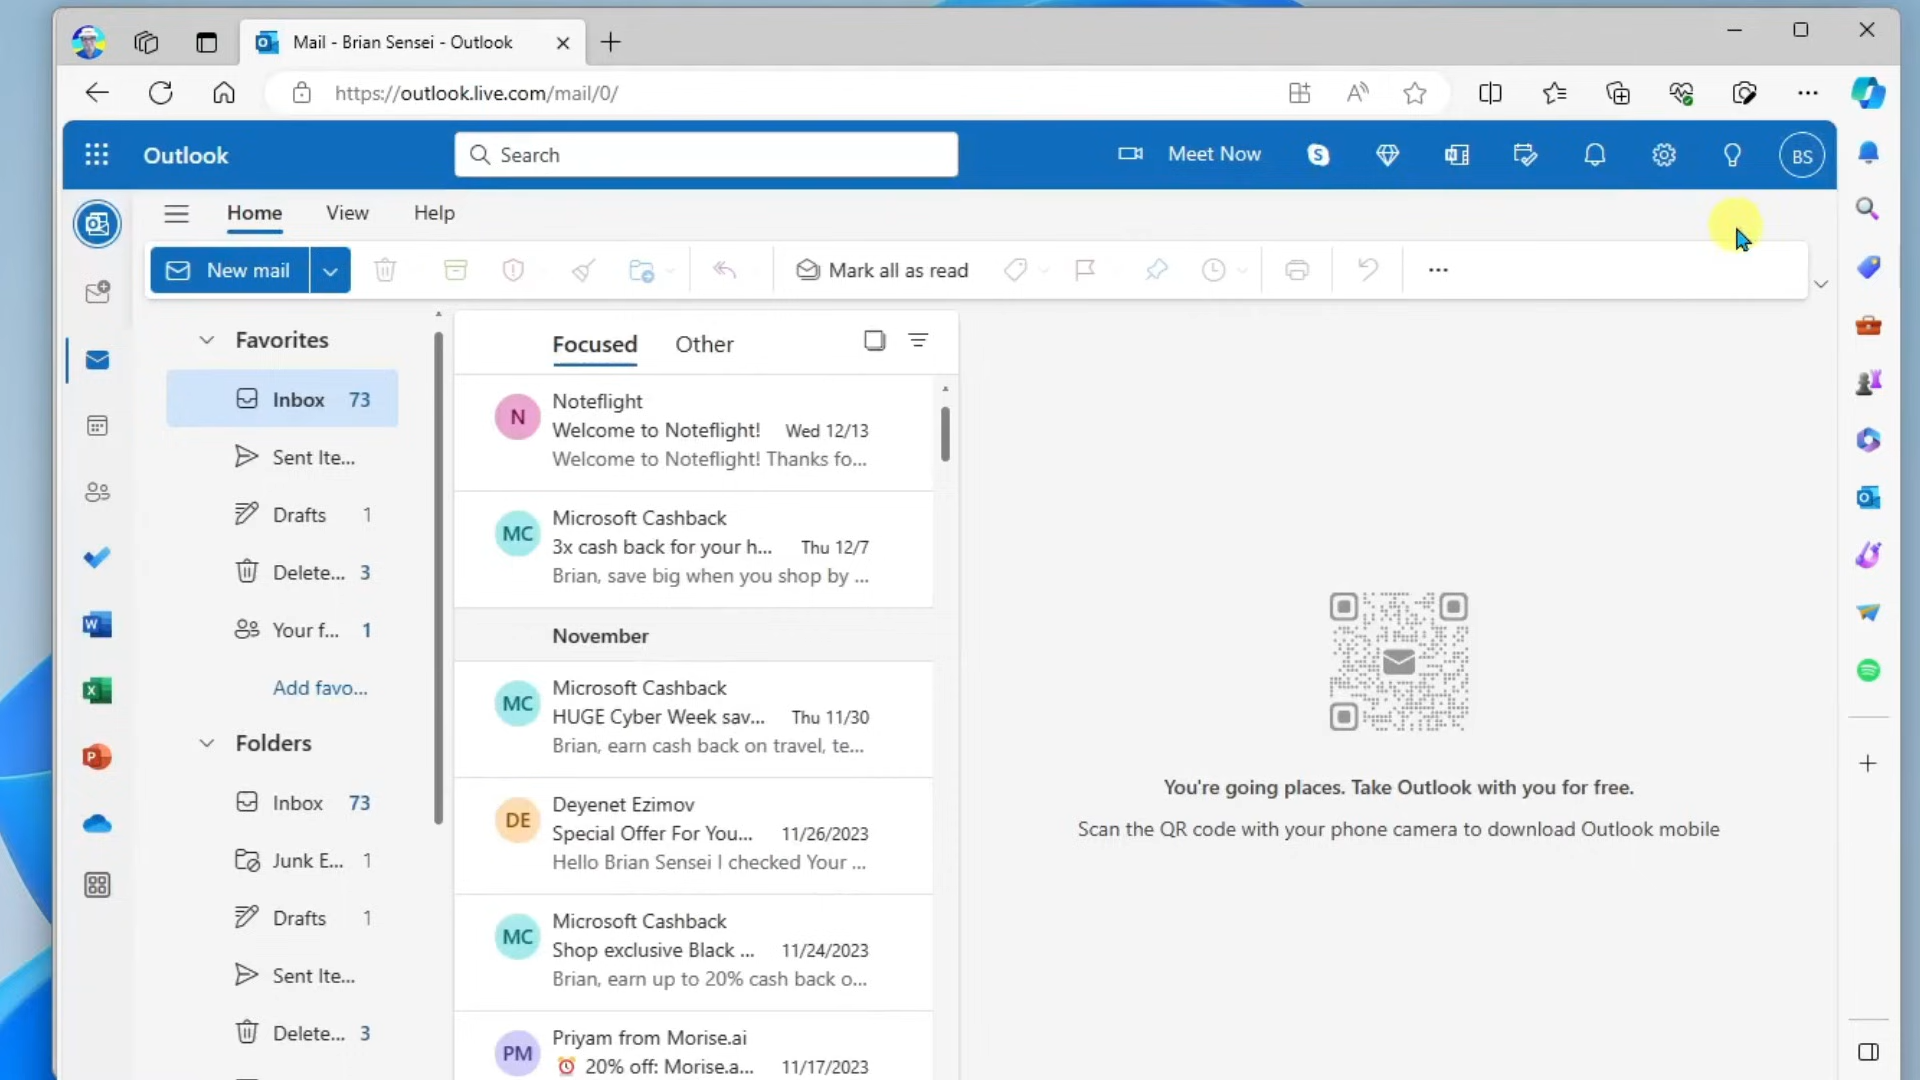 Mail - Brian Sensei - Outlook
https://outlook.live.com/mail/0/
Outlook
Search
Meet Now
BS
Home View Help
New mail
Mark all as read
Favorites
Inbox 73
Sent Ite...
Drafts 1
Delete... 3
Your f... 1
Add favo...
Folders
Inbox 73
Junk E... 1
Drafts 1
Sent Ite...
Delete... 3
Focused Other
N
Noteflight
Welcome to Noteflight! Wed 12/13
Welcome to Noteflight! Thanks fo...
MC
Microsoft Cashback
3x cash back for your h... Thu 12/7
Brian, save big when you shop by ...
November
MC
Microsoft Cashback
HUGE Cyber Week sav... Thu 11/30
Brian, earn cash back on travel, te...
DE
Deyenet Ezimov
Special Offer For You... 11/26/2023
Hello Brian Sensei I checked Your ...
MC
Microsoft Cashback
Shop exclusive Black ... 11/24/2023
Brian, earn up to 20% cash back o...
PM
Priyam from Morise.ai
⏰ 20% off: Morise.a... 11/17/2023
You're going places. Take Outlook with you for free.
Scan the QR code with your phone camera to download Outlook mobile